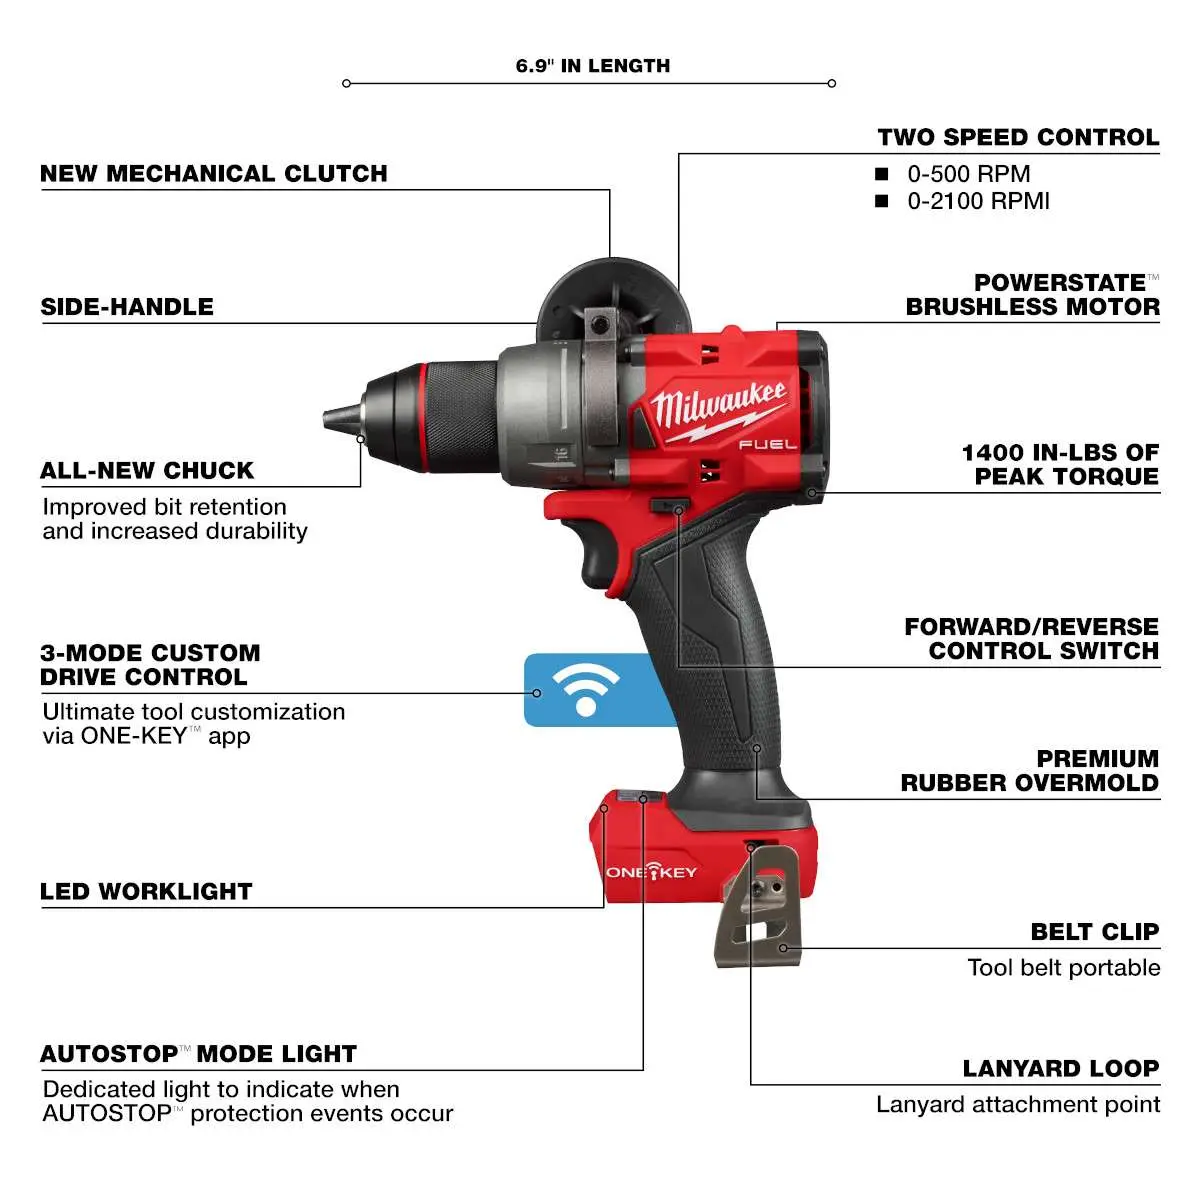 6.9" IN LENGTH
TWO SPEED CONTROL
■ 0-500 RPM
■ 0-2100 RPMI
NEW MECHANICAL CLUTCH
POWERSTATE™
BRUSHLESS MOTOR
SIDE-HANDLE
Milwaukee
FUEL
1400 IN-LBS OF
PEAK TORQUE
ALL-NEW CHUCK
Improved bit retention
and increased durability
FORWARD/REVERSE
CONTROL SWITCH
3-MODE CUSTOM
DRIVE CONTROL
Ultimate tool customization
via ONE-KEY™ app
PREMIUM
RUBBER OVERMOLD
ONE KEY
LED WORKLIGHT
BELT CLIP
Tool belt portable
AUTOSTOP™ MODE LIGHT
Dedicated light to indicate when
AUTOSTOP™ protection events occur
LANYARD LOOP
Lanyard attachment point